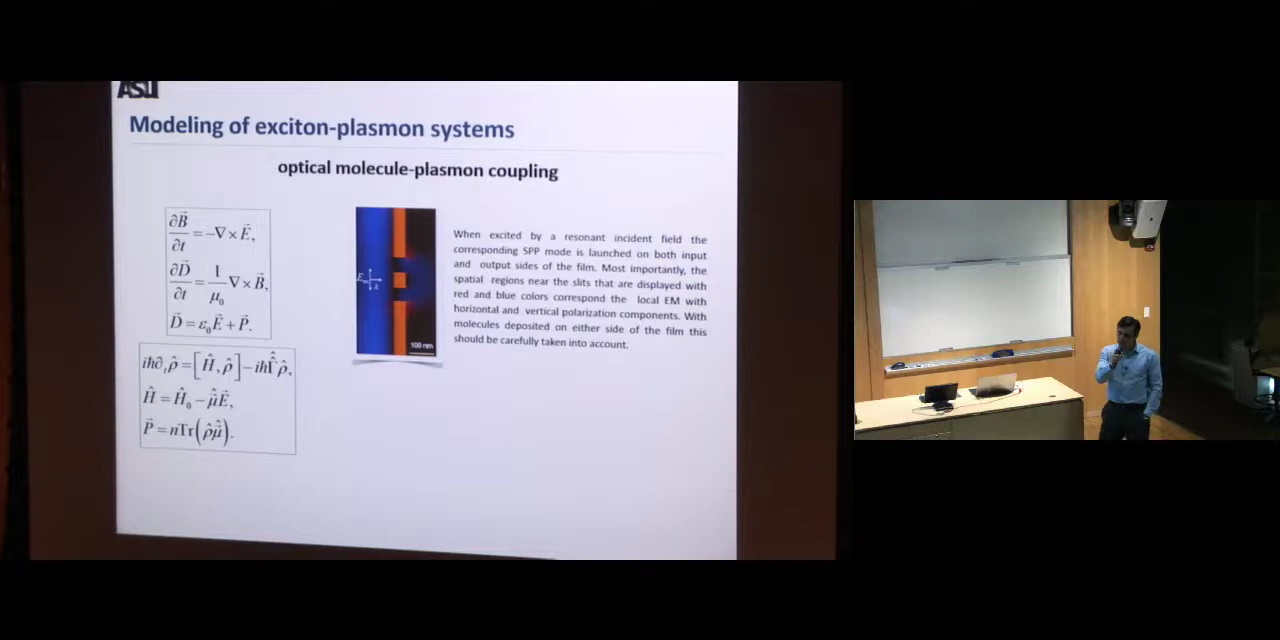 ASU
Modeling of exciton-plasmon systems
optical molecule-plasmon coupling
∂B⃗/∂t = −∇ × E⃗,
∂D⃗/∂t = 1/μ₀ ∇ × B⃗,
D⃗ = ε₀E⃗ + P⃗.
iħ∂ₜρ̂ = [Ĥ, ρ̂] − iħΓ̂̂ρ̂,
Ĥ = Ĥ₀ − μ̂⃗E⃗,
P⃗ = nTr(ρ̂μ̂⃗).
100 nm
When excited by a resonant incident field the
corresponding SPP mode is launched on both input
and output sides of the film. Most importantly, the
spatial regions near the slits that are displayed with
red and blue colors correspond the local EM with
horizontal and vertical polarization components. With
molecules deposited on either side of the film this
should be carefully taken into account.